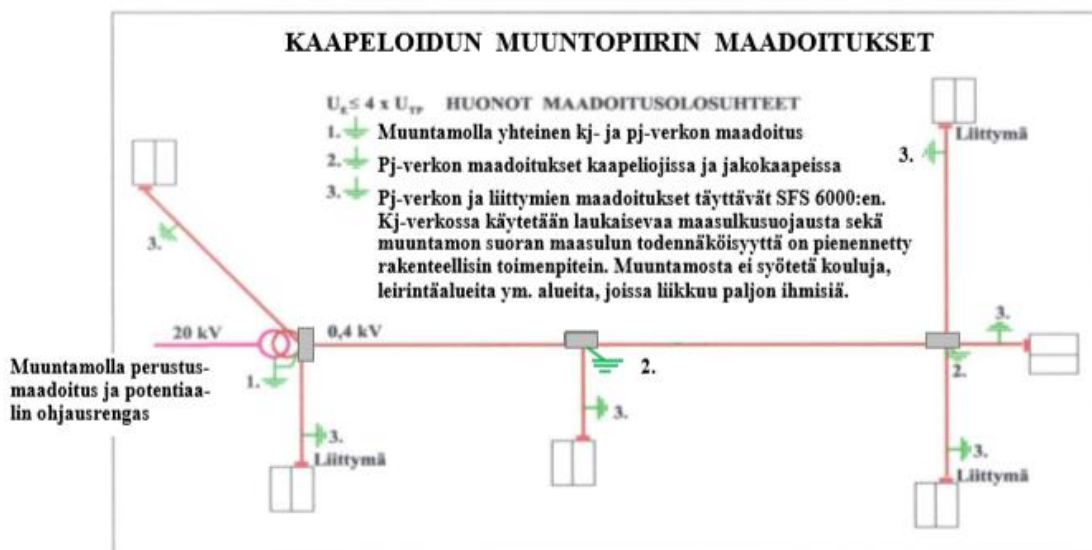 KAAPELOIDUN MUUNTOPIIRIN MAADOITUKSET
U_E ≤ 4 x U_TP HUONOT MAADOITUSOLOSUHTEET
1. Muuntamolla yhteinen kj- ja pj-verkon maadoitus
2. Pj-verkon maadoitukset kaapeliojissa ja jakokaapeissa
3. Pj-verkon ja liittymien maadoitukset täyttävät SFS 6000:en.
Kj-verkossa käytetään laukaisevaa maasulkusuojausta sekä
muuntamon suoran maasulun todennäköisyyttä on pienennetty
rakenteellisin toimenpitein. Muuntamosta ei syötetä kouluja,
leirintäalueita ym. alueita, joissa liikkuu paljon ihmisiä.
Liittymä
3.
3.
20 kV
0,4 kV
3.
Muuntamolla perustus-
maadoitus ja potentiaa-
lin ohjausrengas
1.
2.
2.
3.
3.
Liittymä
3.
Liittymä